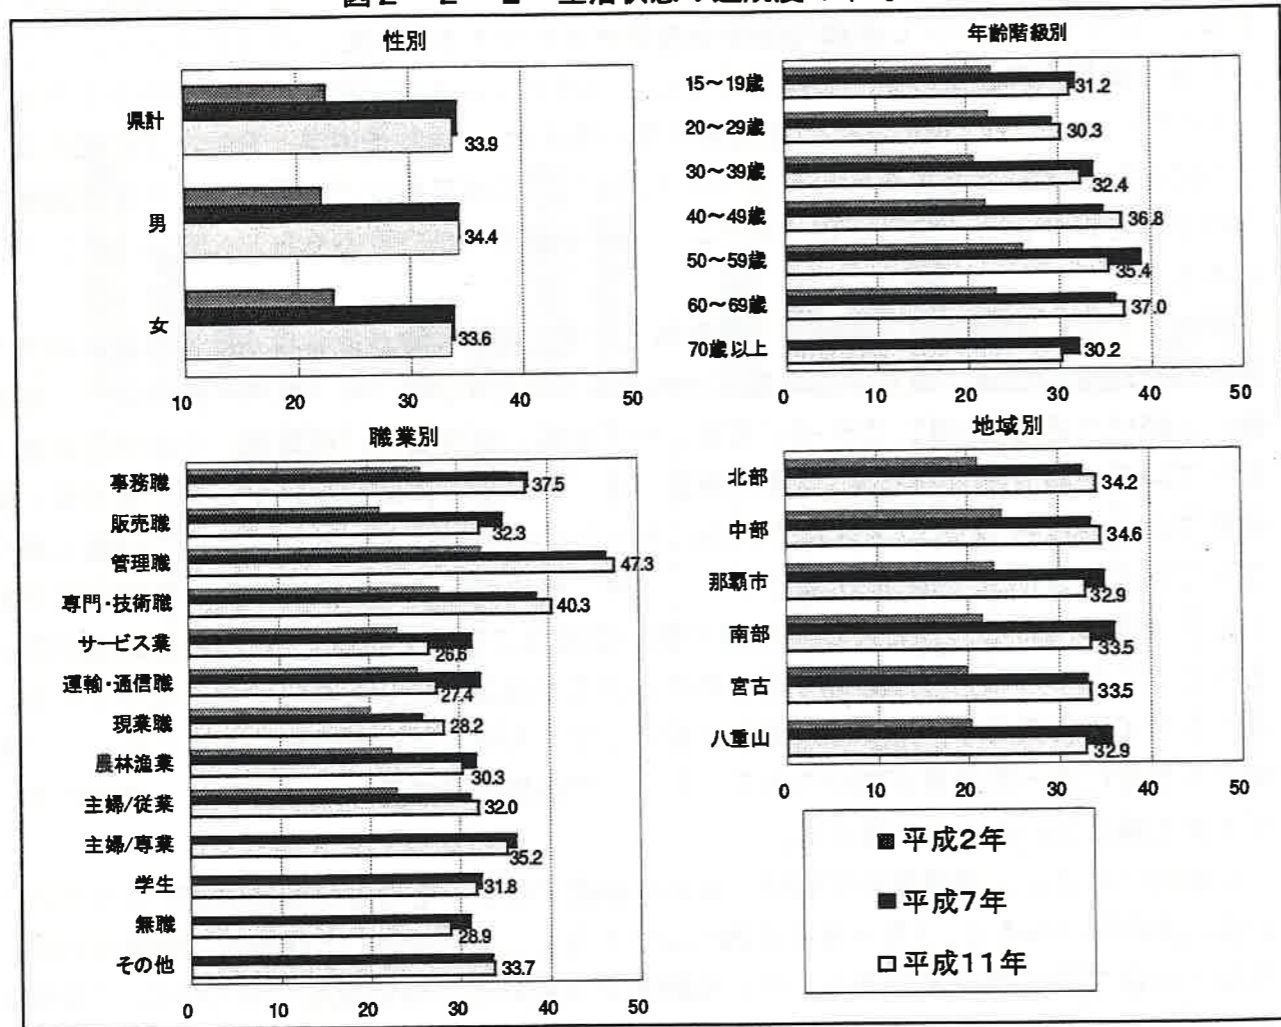 性別
県計
33.9
男
34.4
女
33.6
10 20 30 40 50
年齢階級別
15～19歳
31.2
20～29歳
30.3
30～39歳
32.4
40～49歳
36.8
50～59歳
35.4
60～69歳
37.0
70歳以上
30.2
0 10 20 30 40 50
職業別
事務職
37.5
販売職
32.3
管理職
47.3
専門・技術職
40.3
サービス業
26.6
運輸・通信職
27.4
現業職
28.2
農林漁業
30.3
主婦/従業
32.0
主婦/専業
35.2
学生
31.8
無職
28.9
その他
33.7
0 10 20 30 40 50
地域別
北部
34.2
中部
34.6
那覇市
32.9
南部
33.5
宮古
33.5
八重山
32.9
0 10 20 30 40 50
平成2年
平成7年
平成11年